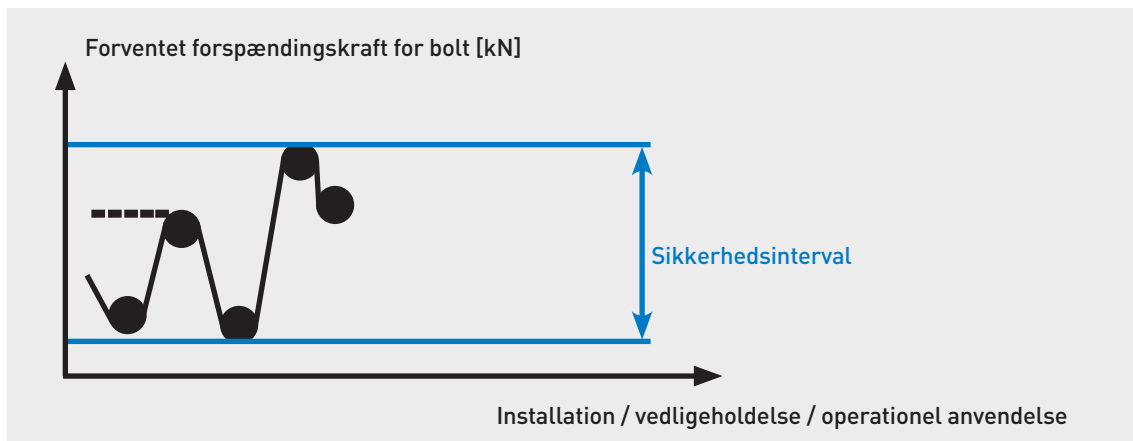 Forventet forspændingskraft for bolt [kN]
Sikkerhedsinterval
Installation / vedligeholdelse / operationel anvendelse